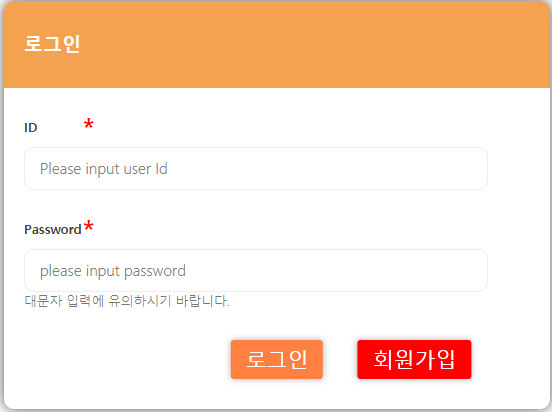 로그인
ID *
Please input user Id
Password *
please input password
대문자 입력에 유의하시기 바랍니다.
로그인 회원가입